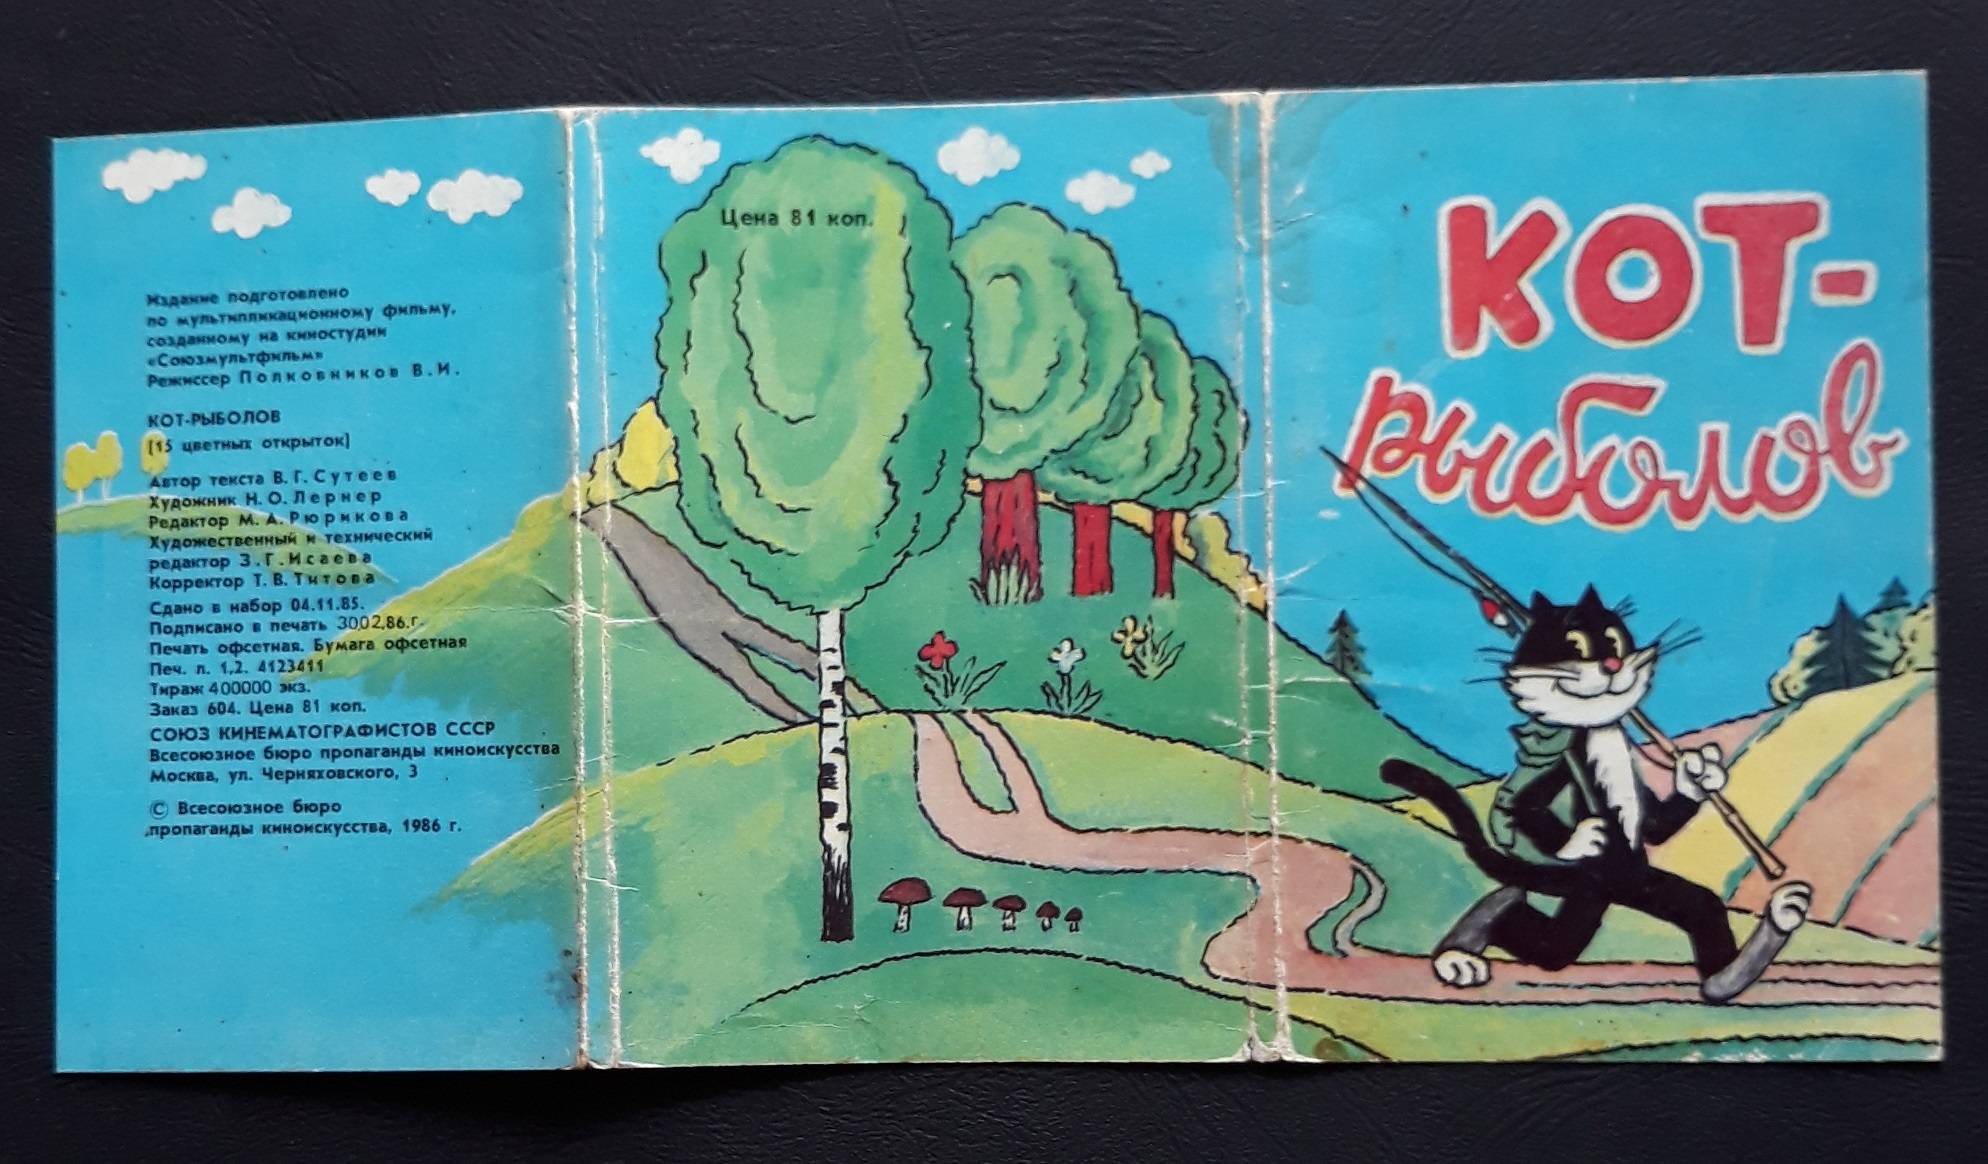 Издание подготовлено
по мультипликационному фильму,
созданному на киностудии
«Союзмультфильм»
Режиссер Полковников В.И.
КОТ-РЫБОЛОВ
(15 цветных открыток)
Автор текста В. Г. Сутеев
Художник Н. О. Лернер
Редактор М. А. Рюрикова
Художественный и технический
редактор З. Г. Исаева
Корректор Т. В. Титова
Сдано в набор 04.11.85.
Подписано в печать 30.02.86.г.
Печать офсетная. Бумага офсетная
Печ. л. 1,2. 4123411
Тираж 400000 экз.
Заказ 604. Цена 81 коп.
СОЮЗ КИНЕМАТОГРАФИСТОВ СССР
Всесоюзное бюро пропаганды киноискусства
Москва, ул. Черняховского, 3
© Всесоюзное бюро
пропаганды киноискусства, 1986 г.
Цена 81 коп.
КОТ-
рыболов